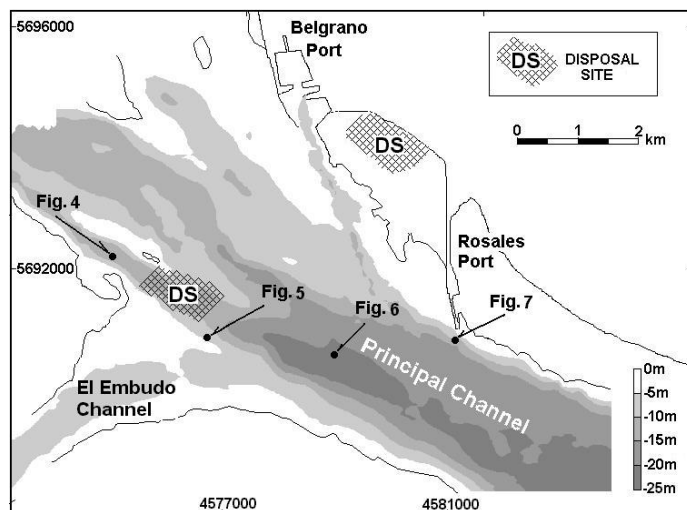 5696000
Belgrano
Port
DS
DISPOSAL
SITE
0 1 2
km
DS
Fig. 4
Rosales
Port
5692000
DS
Fig. 5
Fig. 6
Fig. 7
Principal Channel
El Embudo
Channel
0m
-5m
-10m
-15m
-20m
-25m
4577000
4581000